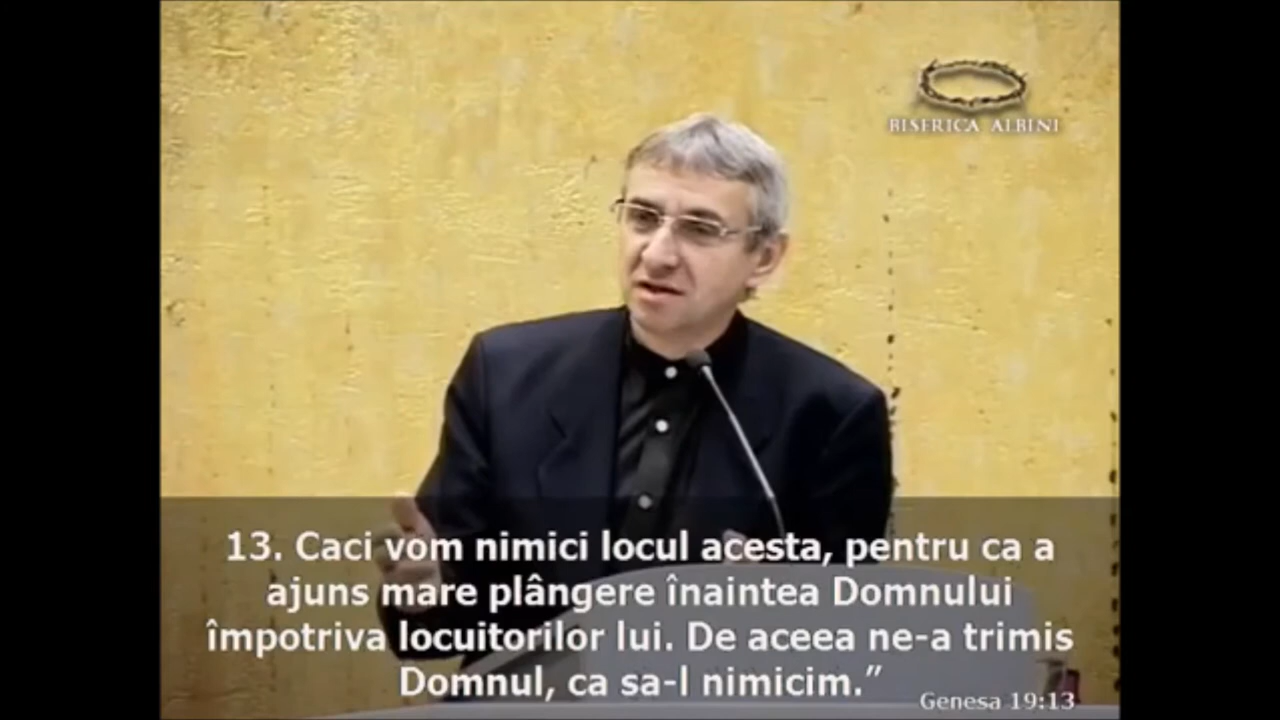 BISERICA ALBINI
13. Caci vom nimici locul acesta, pentru ca a
ajuns mare plângere înaintea Domnului
împotriva locuitorilor lui. De aceea ne-a trimis
Domnul, ca sa-l nimicim.”
Genesa 19:13